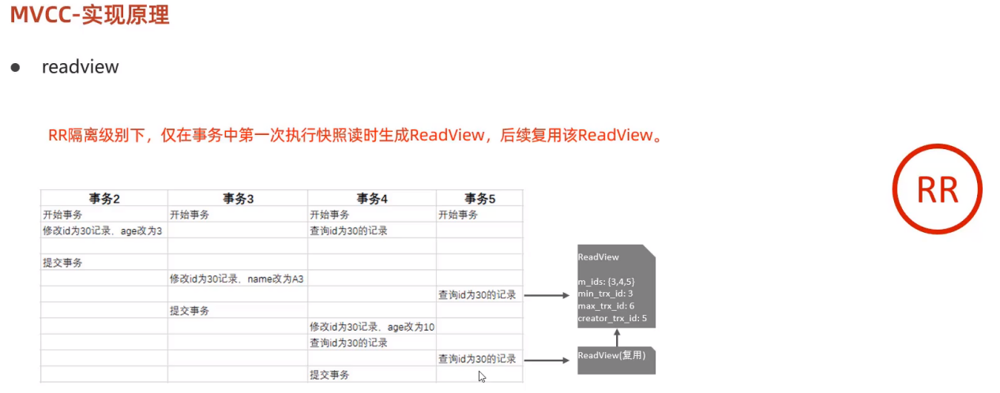 MVCC-实现原理
readview
RR隔离级别下，仅在事务中第一次执行快照读时生成ReadView，后续复用该ReadView。
RR
事务2 事务3 事务4 事务5
开始事务 开始事务 开始事务 开始事务
修改id为30记录，age改为3 查询id为30的记录
提交事务
修改id为30记录，name改为A3
查询id为30的记录
提交事务
修改id为30记录，age改为10
查询id为30的记录
查询id为30的记录
提交事务
ReadView
m_ids: {3,4,5}
min_trx_id: 3
max_trx_id: 6
creator_trx_id: 5
ReadView(复用)